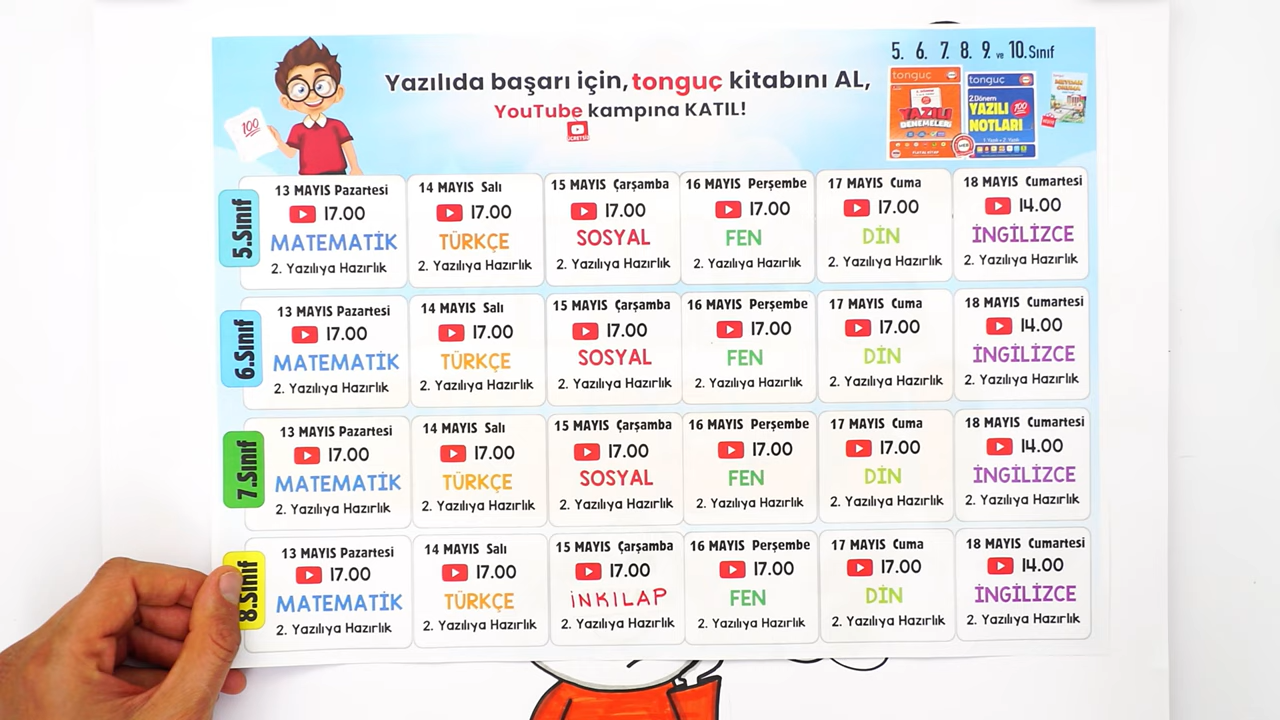 5. 6. 7. 8. 9. ve 10. Sınıf
Yazılıda başarı için, tonguç kitabını AL,
YouTube kampına KATIL!
ÜCRETSİZ
100
tonguç
YAZILI
DENEMELERİ
tonguç
2.Dönem
YAZILI
NOTLARI
100
5.Sınıf
13 MAYIS Pazartesi
17.00
MATEMATİK
2. Yazılıya Hazırlık
14 MAYIS Salı
17.00
TÜRKÇE
2. Yazılıya Hazırlık
15 MAYIS Çarşamba
17.00
SOSYAL
2. Yazılıya Hazırlık
16 MAYIS Perşembe
17.00
FEN
2. Yazılıya Hazırlık
17 MAYIS Cuma
17.00
DİN
2. Yazılıya Hazırlık
18 MAYIS Cumartesi
14.00
İNGİLİZCE
2. Yazılıya Hazırlık
6.Sınıf
13 MAYIS Pazartesi
17.00
MATEMATİK
2. Yazılıya Hazırlık
14 MAYIS Salı
17.00
TÜRKÇE
2. Yazılıya Hazırlık
15 MAYIS Çarşamba
17.00
SOSYAL
2. Yazılıya Hazırlık
16 MAYIS Perşembe
17.00
FEN
2. Yazılıya Hazırlık
17 MAYIS Cuma
17.00
DİN
2. Yazılıya Hazırlık
18 MAYIS Cumartesi
14.00
İNGİLİZCE
2. Yazılıya Hazırlık
7.Sınıf
13 MAYIS Pazartesi
17.00
MATEMATİK
2. Yazılıya Hazırlık
14 MAYIS Salı
17.00
TÜRKÇE
2. Yazılıya Hazırlık
15 MAYIS Çarşamba
17.00
SOSYAL
2. Yazılıya Hazırlık
16 MAYIS Perşembe
17.00
FEN
2. Yazılıya Hazırlık
17 MAYIS Cuma
17.00
DİN
2. Yazılıya Hazırlık
18 MAYIS Cumartesi
14.00
İNGİLİZCE
2. Yazılıya Hazırlık
8.Sınıf
13 MAYIS Pazartesi
17.00
MATEMATİK
2. Yazılıya Hazırlık
14 MAYIS Salı
17.00
TÜRKÇE
2. Yazılıya Hazırlık
15 MAYIS Çarşamba
17.00
İNKILAP
2. Yazılıya Hazırlık
16 MAYIS Perşembe
17.00
FEN
2. Yazılıya Hazırlık
17 MAYIS Cuma
17.00
DİN
2. Yazılıya Hazırlık
18 MAYIS Cumartesi
14.00
İNGİLİZCE
2. Yazılıya Hazırlık